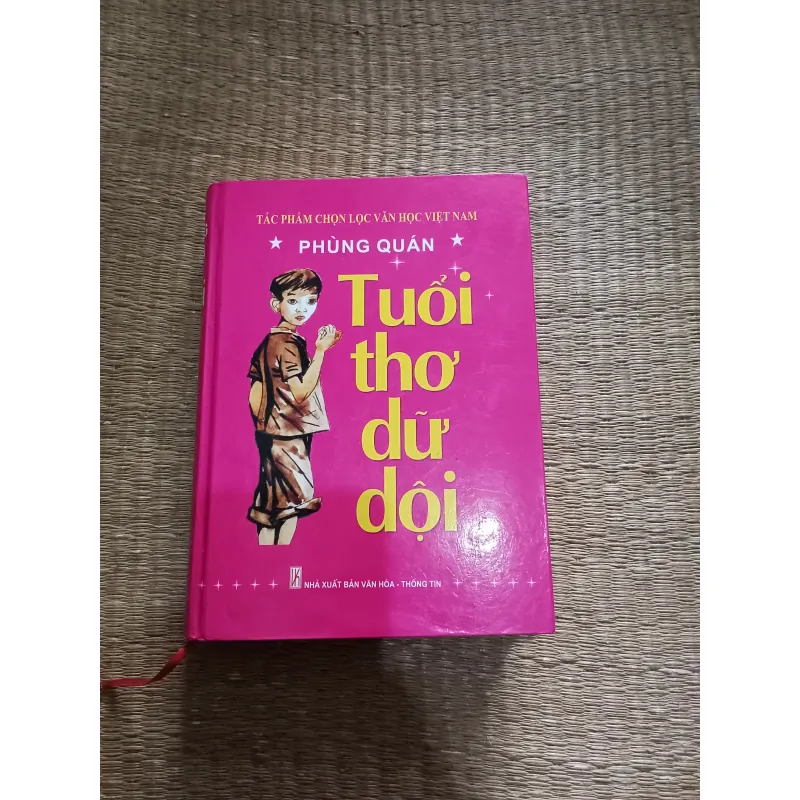 TÁC PHẨM CHỌN LỌC VĂN HỌC VIỆT NAM
PHÙNG QUÁN
Tuổi
thơ
dữ
dội
NHÀ XUẤT BẢN VĂN HÓA - THÔNG TIN